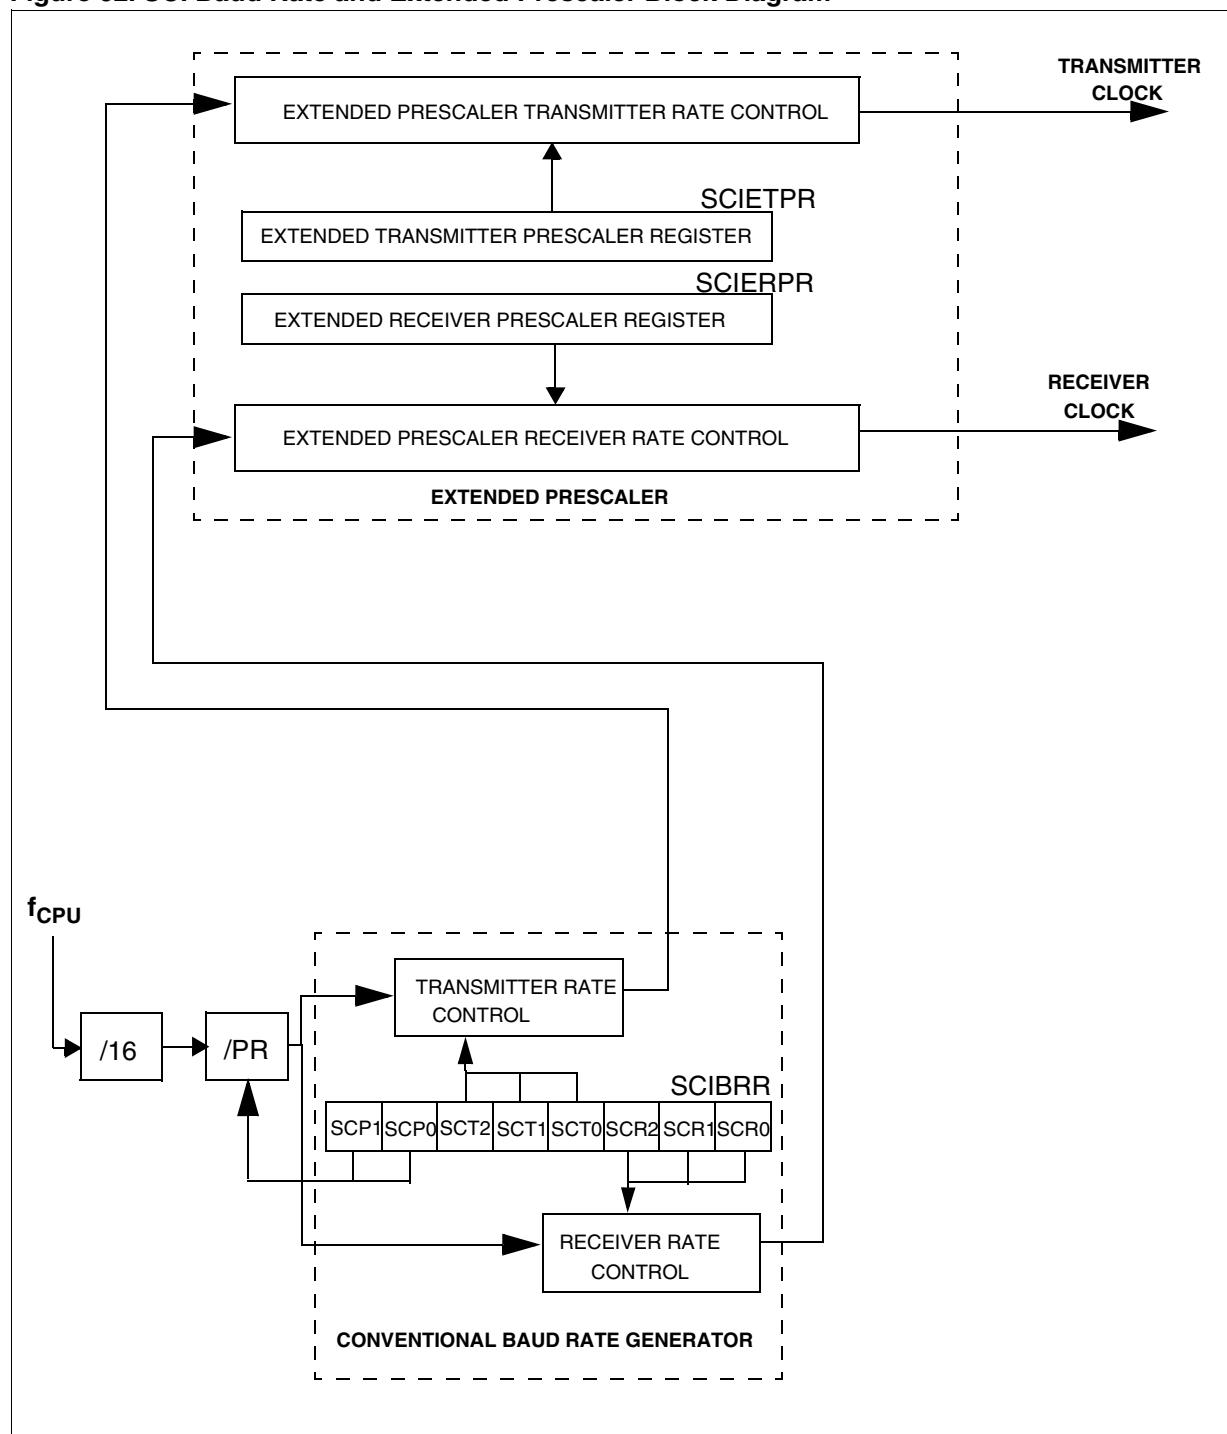 TRANSMITTER
CLOCK
EXTENDED PRESCALER TRANSMITTER RATE CONTROL
SCIETPR
EXTENDED TRANSMITTER PRESCALER REGISTER
SCIERPR
EXTENDED RECEIVER PRESCALER REGISTER
RECEIVER
CLOCK
EXTENDED PRESCALER RECEIVER RATE CONTROL
EXTENDED PRESCALER
fCPU
TRANSMITTER RATE
CONTROL
/16
/PR
SCIBRR
SCP1 SCP0 SCT2 SCT1 SCT0 SCR2 SCR1 SCR0
RECEIVER RATE
CONTROL
CONVENTIONAL BAUD RATE GENERATOR